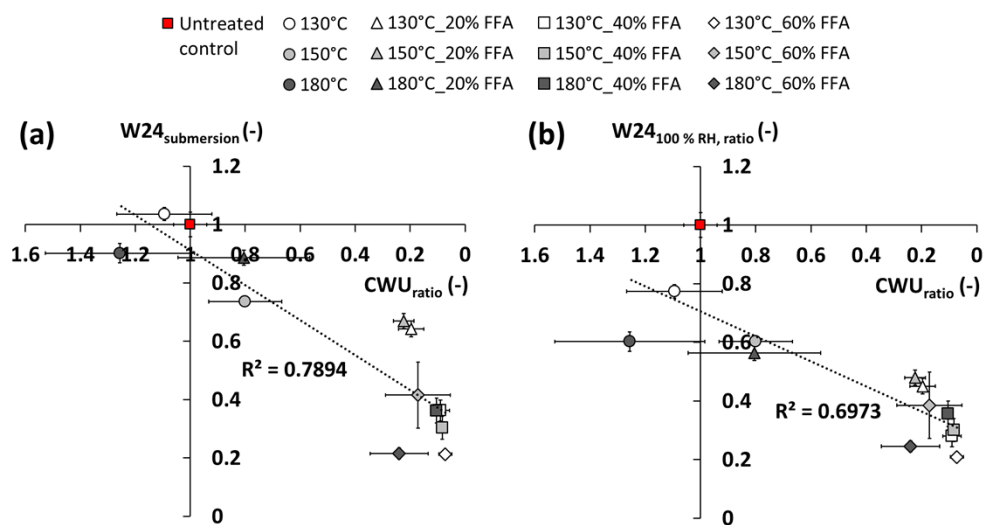 Untreated control
130°C
130°C_20% FFA
130°C_40% FFA
130°C_60% FFA
150°C
150°C_20% FFA
150°C_40% FFA
150°C_60% FFA
180°C
180°C_20% FFA
180°C_40% FFA
180°C_60% FFA
(a)
W24submersion (-)
1.2
1
1.6 1.4 1.2 1 0.8 0.6 0.4 0.2 0
CWUratio (-)
0.8
0.6
R² = 0.7894
0.4
0.2
0
(b)
W24100 % RH, ratio (-)
1.2
1
1.6 1.4 1.2 1 0.8 0.6 0.4 0.2 0
CWUratio (-)
0.8
0.6
R² = 0.6973
0.4
0.2
0